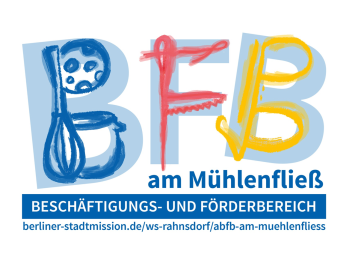 BFB
am Mühlenfließ
BESCHÄFTIGUNGS- UND FÖRDERBEREICH
berliner-stadtmission.de/ws-rahnsdorf/abfb-am-muehlenfliess